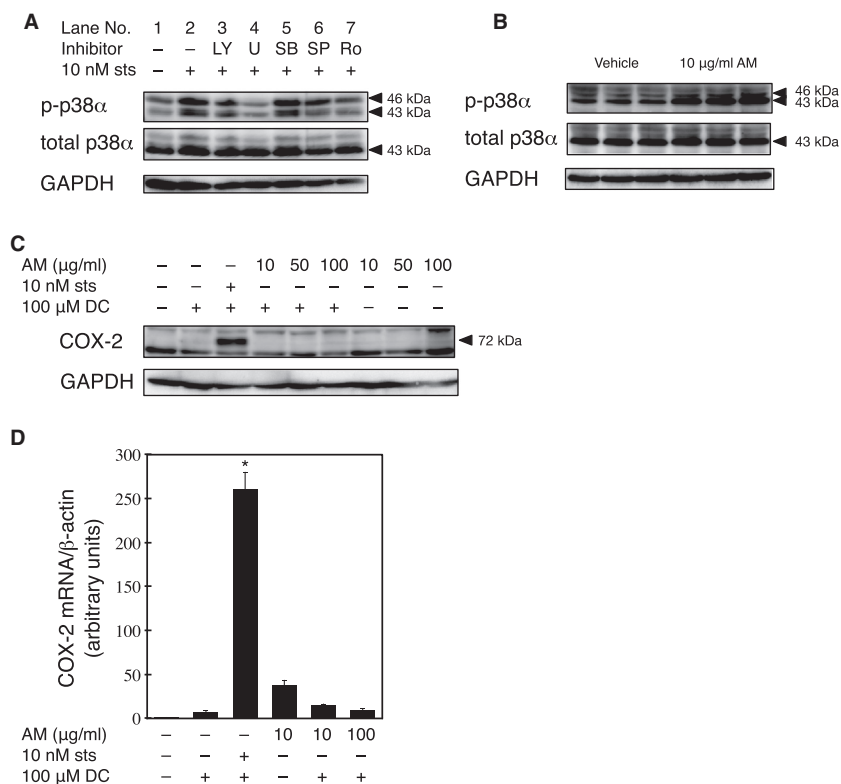 A
Lane No. 1 2 3 4 5 6 7
Inhibitor – – LY U SB SP Ro
10 nM sts – + + + + + +
p-p38α ◄ 46 kDa
◄ 43 kDa
total p38α ◄ 43 kDa
GAPDH
B
Vehicle 10 µg/ml AM
p-p38α ◄ 46 kDa
◄ 43 kDa
total p38α ◄ 43 kDa
GAPDH
C
AM (µg/ml) – – – 10 50 100 10 50 100
10 nM sts – – + – – – – – –
100 µM DC – + + + + + – – –
COX-2 ◄ 72 kDa
GAPDH
D
COX-2 mRNA/β-actin
(arbitrary units)
300
250
200
150
100
50
0
*
AM (µg/ml) – – – 10 10 100
10 nM sts – – + – – –
100 µM DC – + + – + +